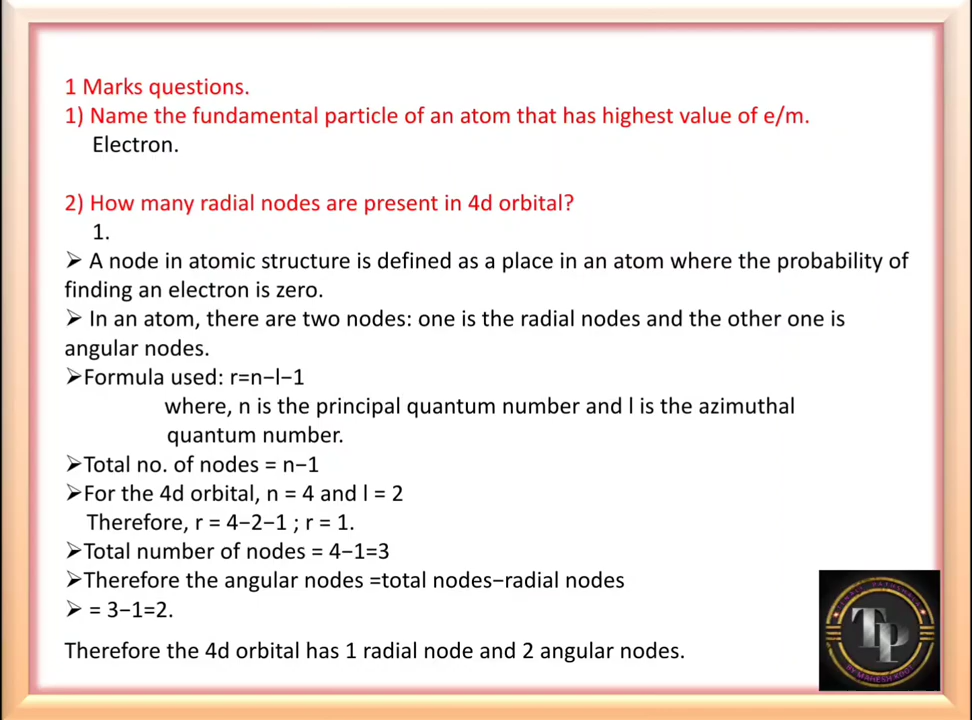 1 Marks questions.
1) Name the fundamental particle of an atom that has highest value of e/m.
Electron.
2) How many radial nodes are present in 4d orbital?
1.
➢ A node in atomic structure is defined as a place in an atom where the probability of
finding an electron is zero.
➢ In an atom, there are two nodes: one is the radial nodes and the other one is
angular nodes.
➢Formula used: r=n−l−1
where, n is the principal quantum number and l is the azimuthal
quantum number.
➢Total no. of nodes = n−1
➢For the 4d orbital, n = 4 and l = 2
Therefore, r = 4−2−1 ; r = 1.
➢Total number of nodes = 4−1=3
➢Therefore the angular nodes =total nodes−radial nodes
➢ = 3−1=2.
Therefore the 4d orbital has 1 radial node and 2 angular nodes.
TP